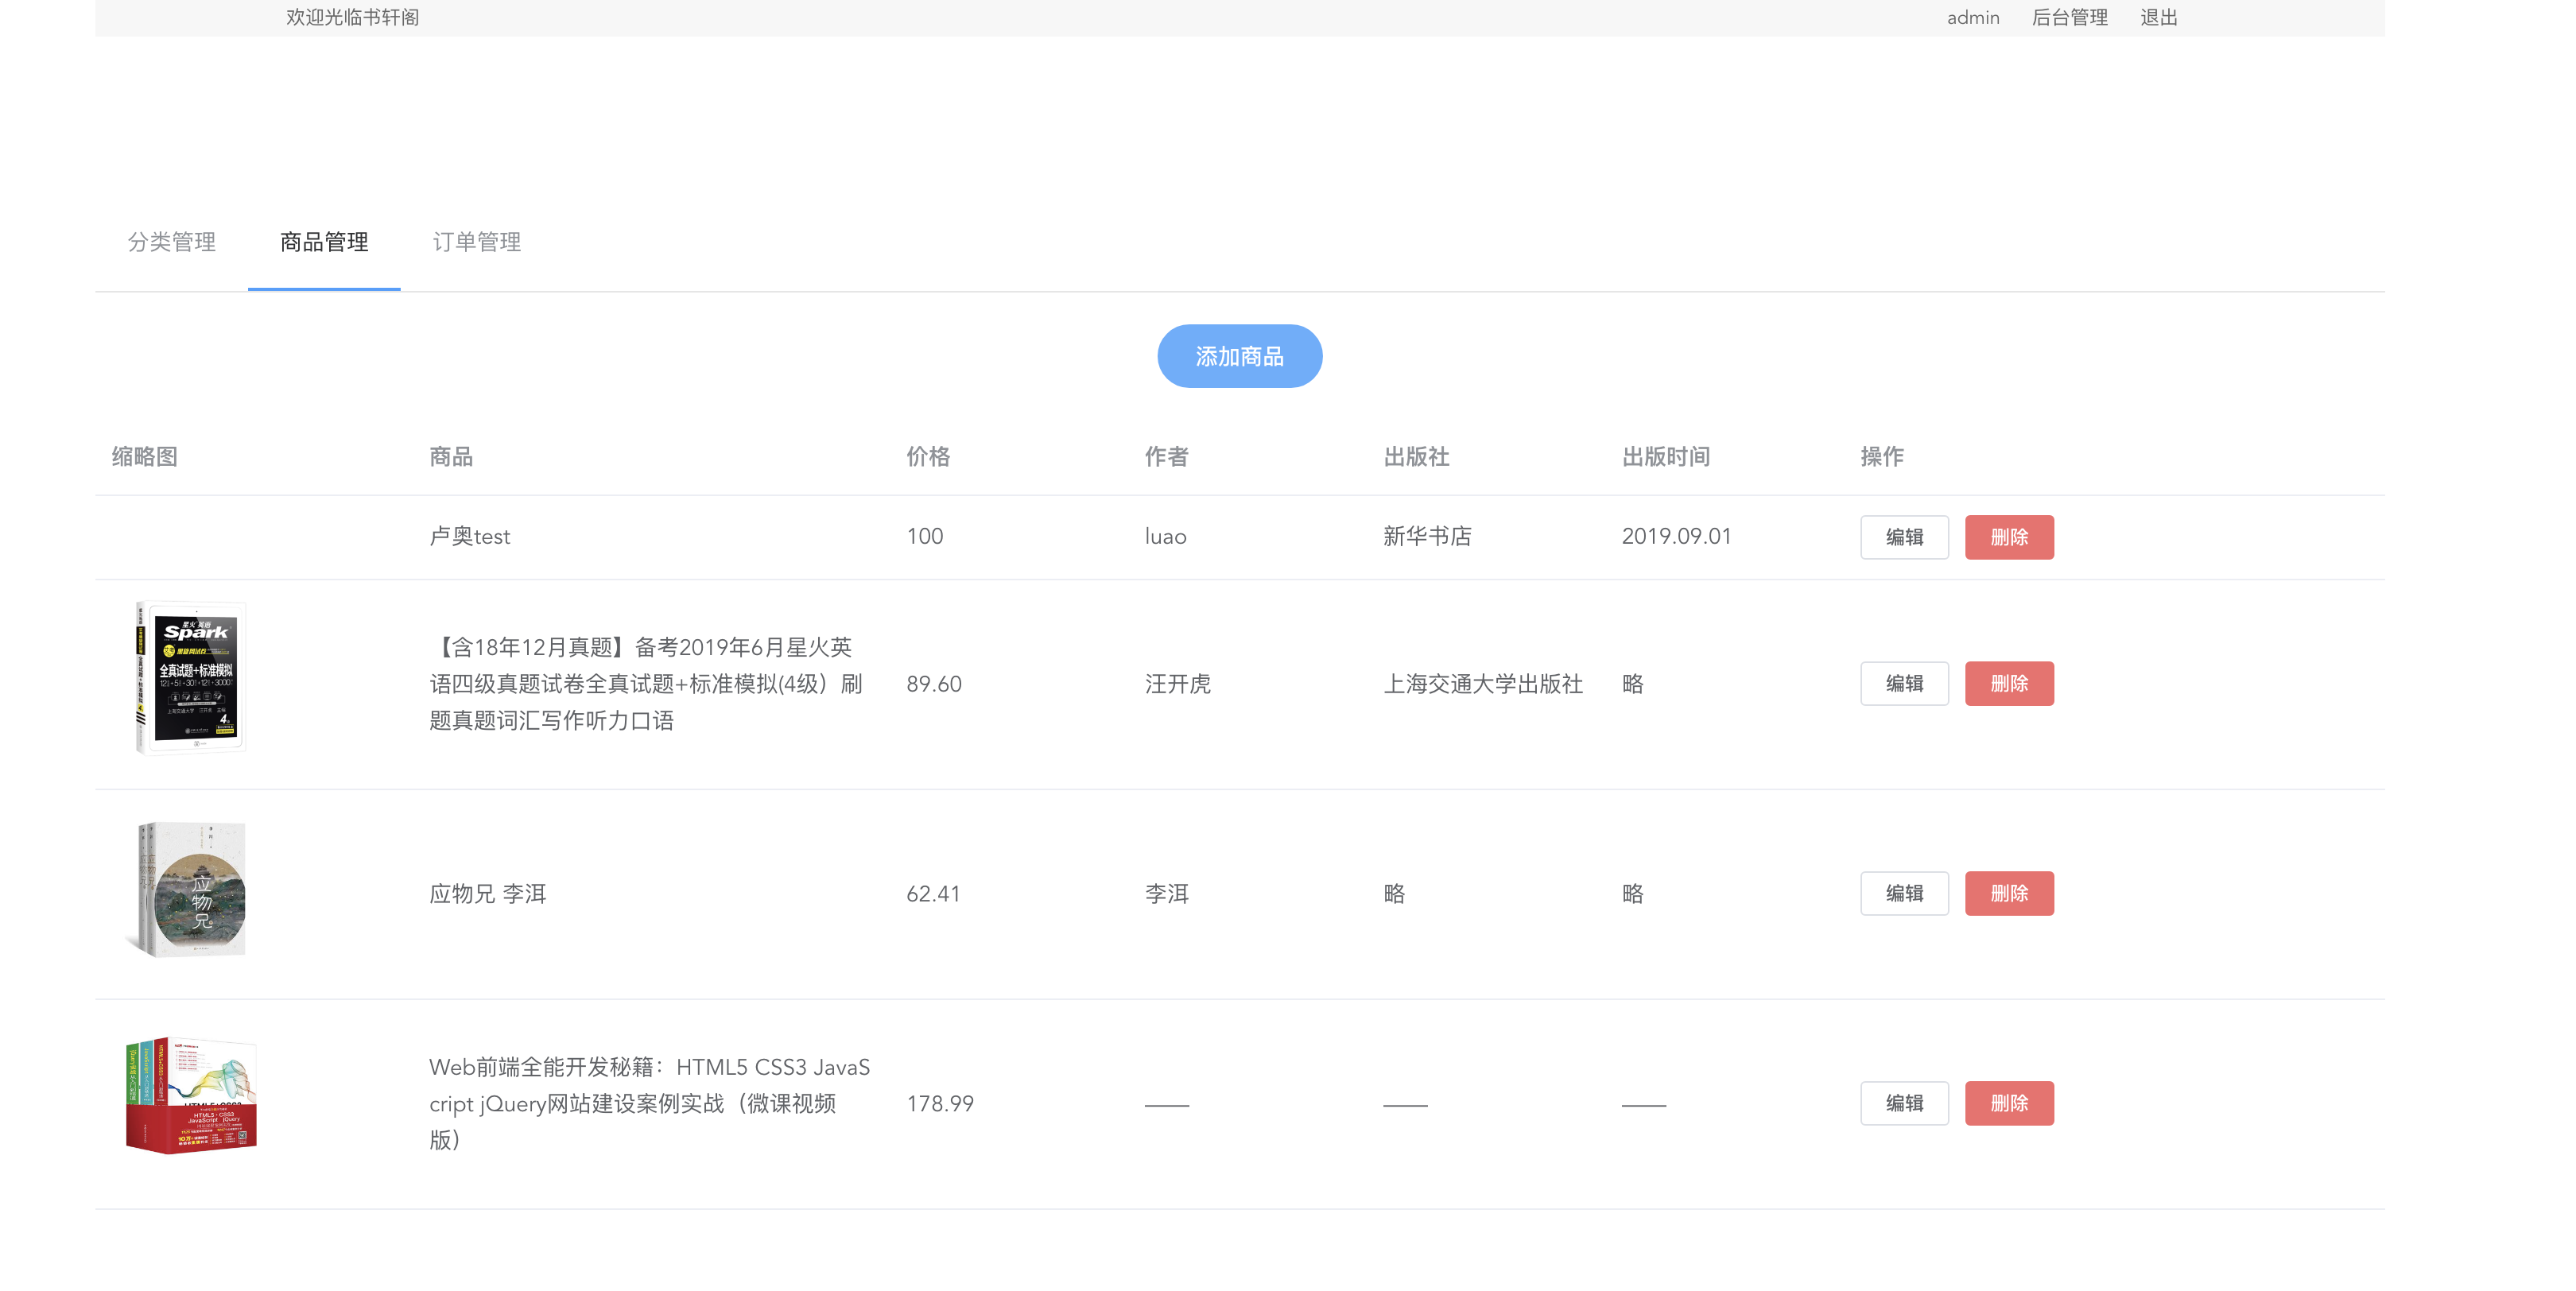 欢迎光临书轩阁 admin 后台管理 退出
分类管理 商品管理 订单管理
添加商品
缩略图 商品 价格 作者 出版社 出版时间 操作
卢奥test 100 luao 新华书店 2019.09.01 编辑 删除
星火英语
Spark
全真试题+标准模拟
【含18年12月真题】备考2019年6月星火英
语四级真题试卷全真试题+标准模拟(4级）刷
题真题词汇写作听力口语
89.60 汪开虎 上海交通大学出版社 略 编辑 删除
应物兄
应物兄 李洱 62.41 李洱 略 略 编辑 删除
HTML5+CSS3
HTML5·CSS3
JavaScript·jQuery
Web前端全能开发秘籍：HTML5 CSS3 JavaS
cript jQuery网站建设案例实战（微课视频
版）
178.99 —— —— —— 编辑 删除